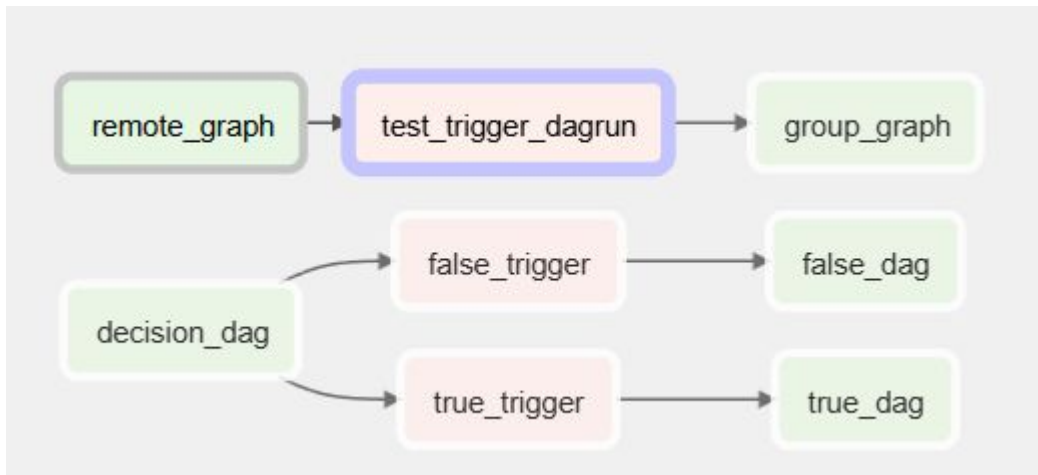 remote_graph
test_trigger_dagrun
group_graph
false_trigger
false_dag
decision_dag
true_trigger
true_dag